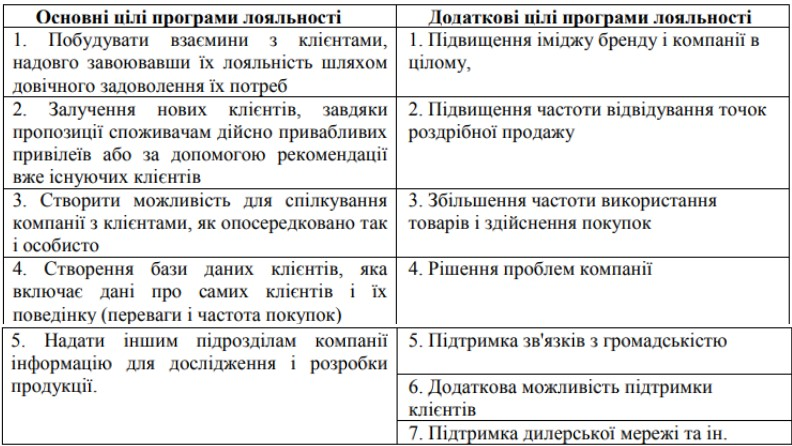 Основні цілі програми лояльності
Додаткові цілі програми лояльності
1. Побудувати взаємини з клієнтами,
надовго завоювавши їх лояльність шляхом
довічного задоволення їх потреб
1. Підвищення іміджу бренду і компанії в
цілому,
2. Залучення нових клієнтів, завдяки
пропозиції споживачам дійсно привабливих
привілеїв або за допомогою рекомендації
вже існуючих клієнтів
2. Підвищення частоти відвідування точок
роздрібної продажу
3. Створити можливість для спілкування
компанії з клієнтами, як опосередковано так
і особисто
3. Збільшення частоти використання
товарів і здійснення покупок
4. Створення бази даних клієнтів, яка
включає дані про самих клієнтів і їх
поведінку (переваги і частота покупок)
4. Рішення проблем компанії
5. Надати іншим підрозділам компанії
інформацію для дослідження і розробки
продукції.
5. Підтримка зв'язків з громадськістю
6. Додаткова можливість підтримки
клієнтів
7. Підтримка дилерської мережі та ін.